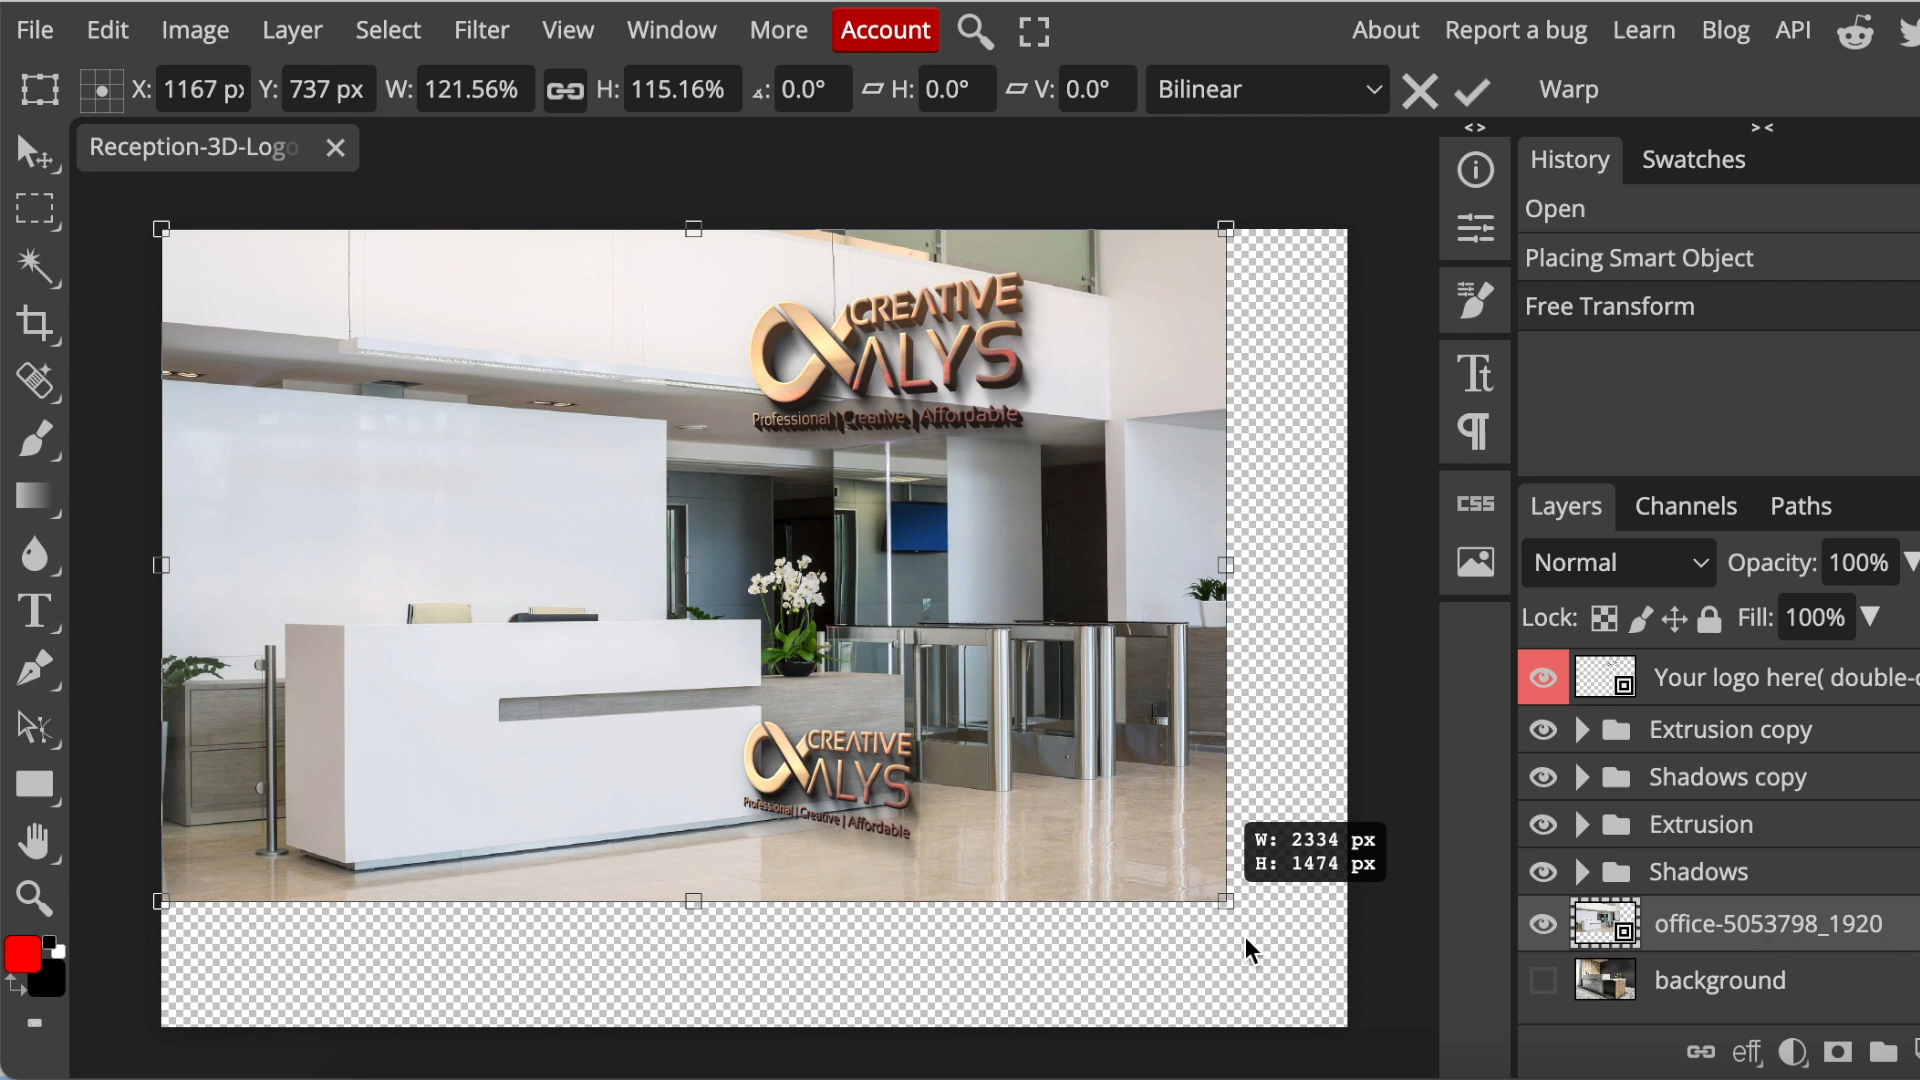 File Edit Image Layer Select Filter View Window More Account About Report a bug Learn Blog API
X: 1167 px Y: 737 px W: 121.56% H: 115.16% ⦟: 0.0° H: 0.0° V: 0.0° Bilinear Warp
Reception-3D-Logo
< > > <
History Swatches
Open
Placing Smart Object
Free Transform
CREATIVE
ALYS
Professional | Creative | Affordable
CSS
Layers Channels Paths
Normal Opacity: 100%
Lock: Fill: 100%
Your logo here( double-c
Extrusion copy
Shadows copy
Extrusion
Shadows
office-5053798_1920
background
CREATIVE
ALYS
Professional | Creative | Affordable
W: 2334 px
H: 1474 px
eff